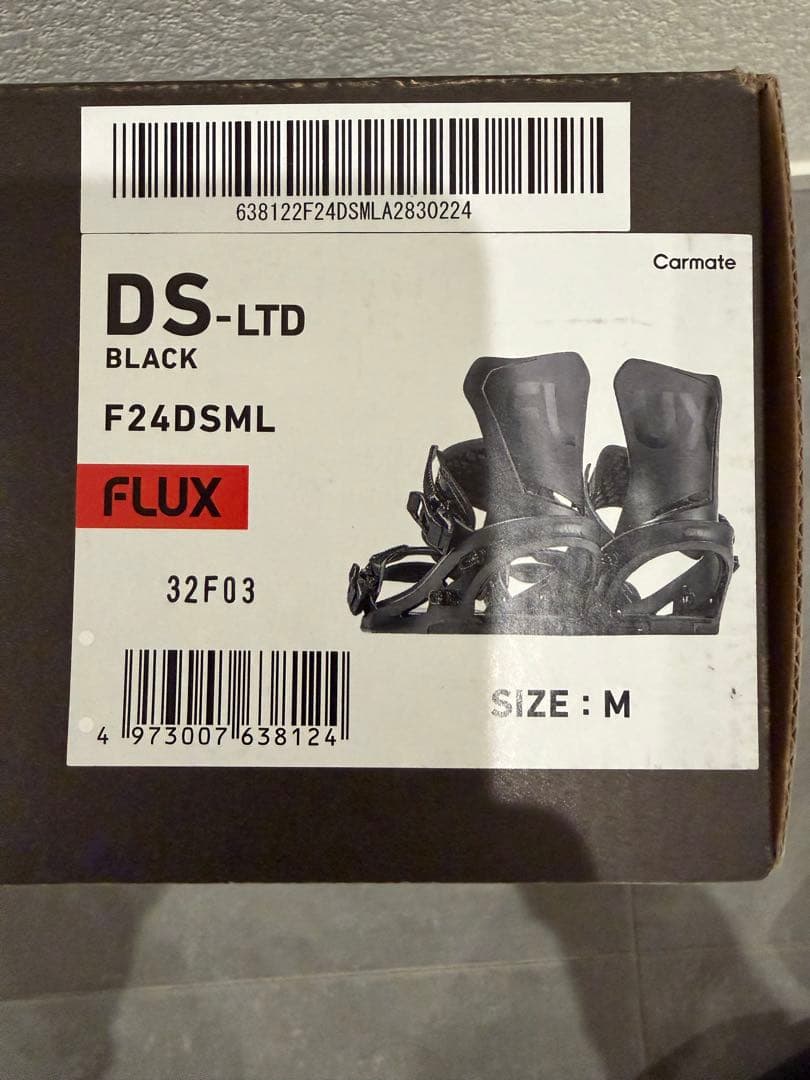 638122F24DSMLA2830224
Carmate
DS-LTD
BLACK
F24DSML
FLUX
32F03
SIZE : M
4 973007 638124